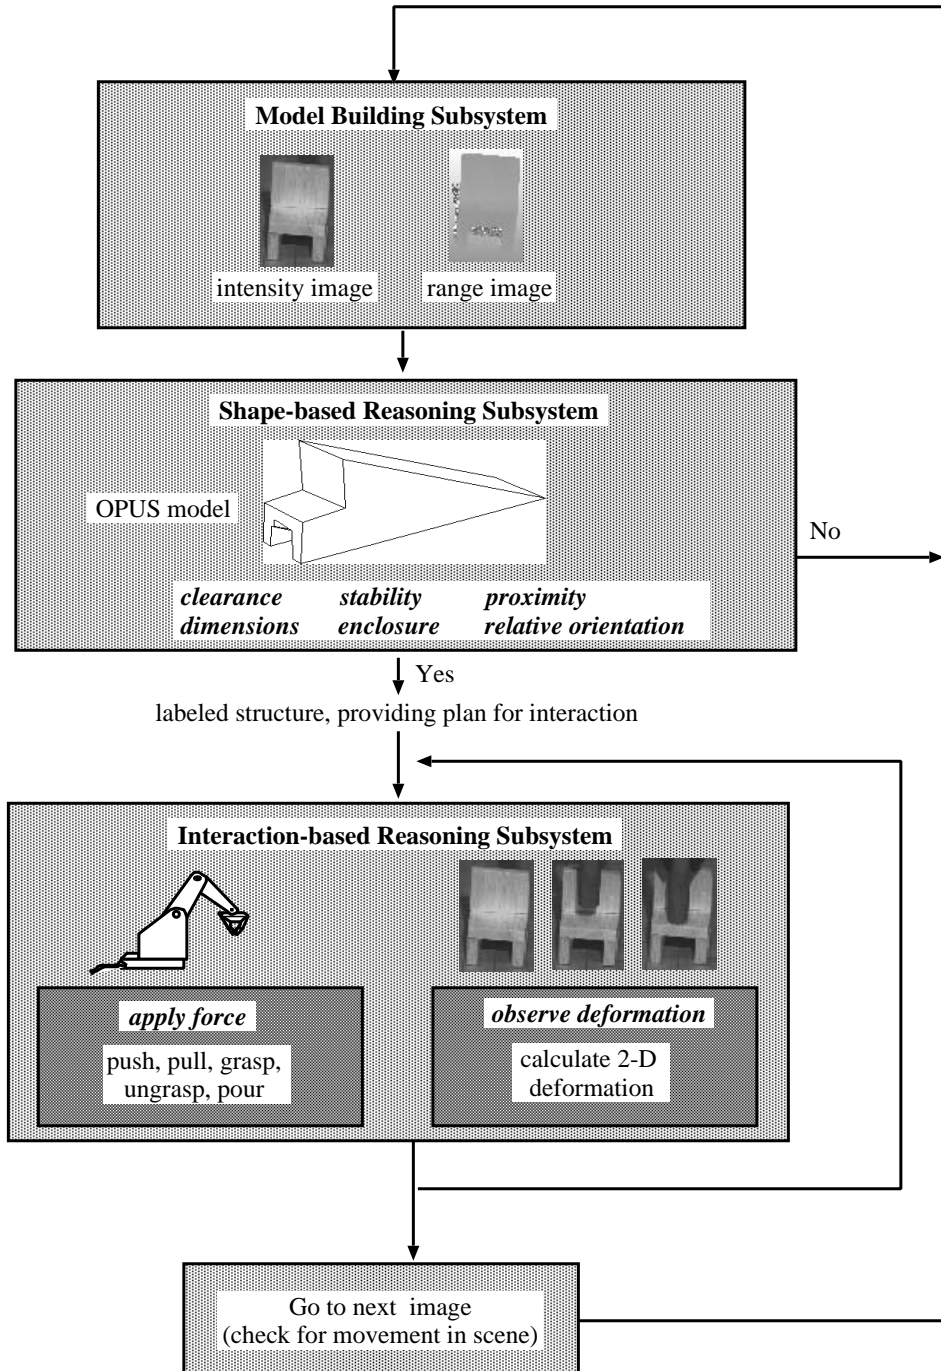 Model Building Subsystem
intensity image
range image
Shape-based Reasoning Subsystem
OPUS model
No
clearance stability proximity
dimensions enclosure relative orientation
Yes
labeled structure, providing plan for interaction
Interaction-based Reasoning Subsystem
apply force
push, pull, grasp,
ungrasp, pour
observe deformation
calculate 2-D
deformation
Go to next image
(check for movement in scene)